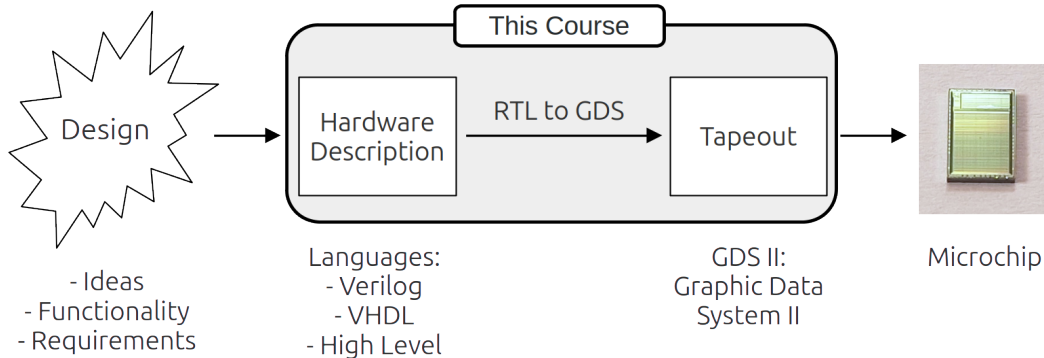 This Course
Design
Hardware
Description
RTL to GDS
Tapeout
- Ideas
- Functionality
- Requirements
Languages:
- Verilog
- VHDL
- High Level
GDS II:
Graphic Data
System II
Microchip